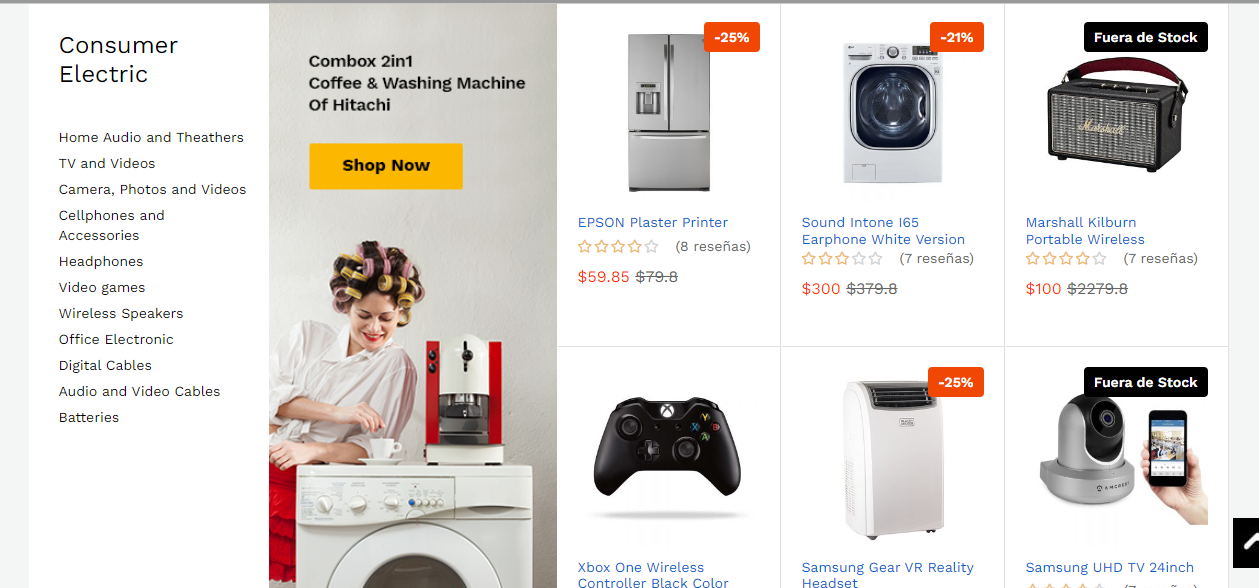 Consumer
Electric
Home Audio and Theathers
TV and Videos
Camera, Photos and Videos
Cellphones and
Accessories
Headphones
Video games
Wireless Speakers
Office Electronic
Digital Cables
Audio and Video Cables
Batteries
Combox 2in1
Coffee & Washing Machine
Of Hitachi
Shop Now
-25%
EPSON Plaster Printer
(8 reseñas)
$59.85 $79.8
-21%
Sound Intone I65
Earphone White Version
(7 reseñas)
$300 $379.8
Fuera de Stock
Marshall
Marshall Kilburn
Portable Wireless
(7 reseñas)
$100 $2279.8
Xbox One Wireless
Controller Black Color
-25%
Samsung Gear VR Reality
Headset
Fuera de Stock
AMCREST
Samsung UHD TV 24inch